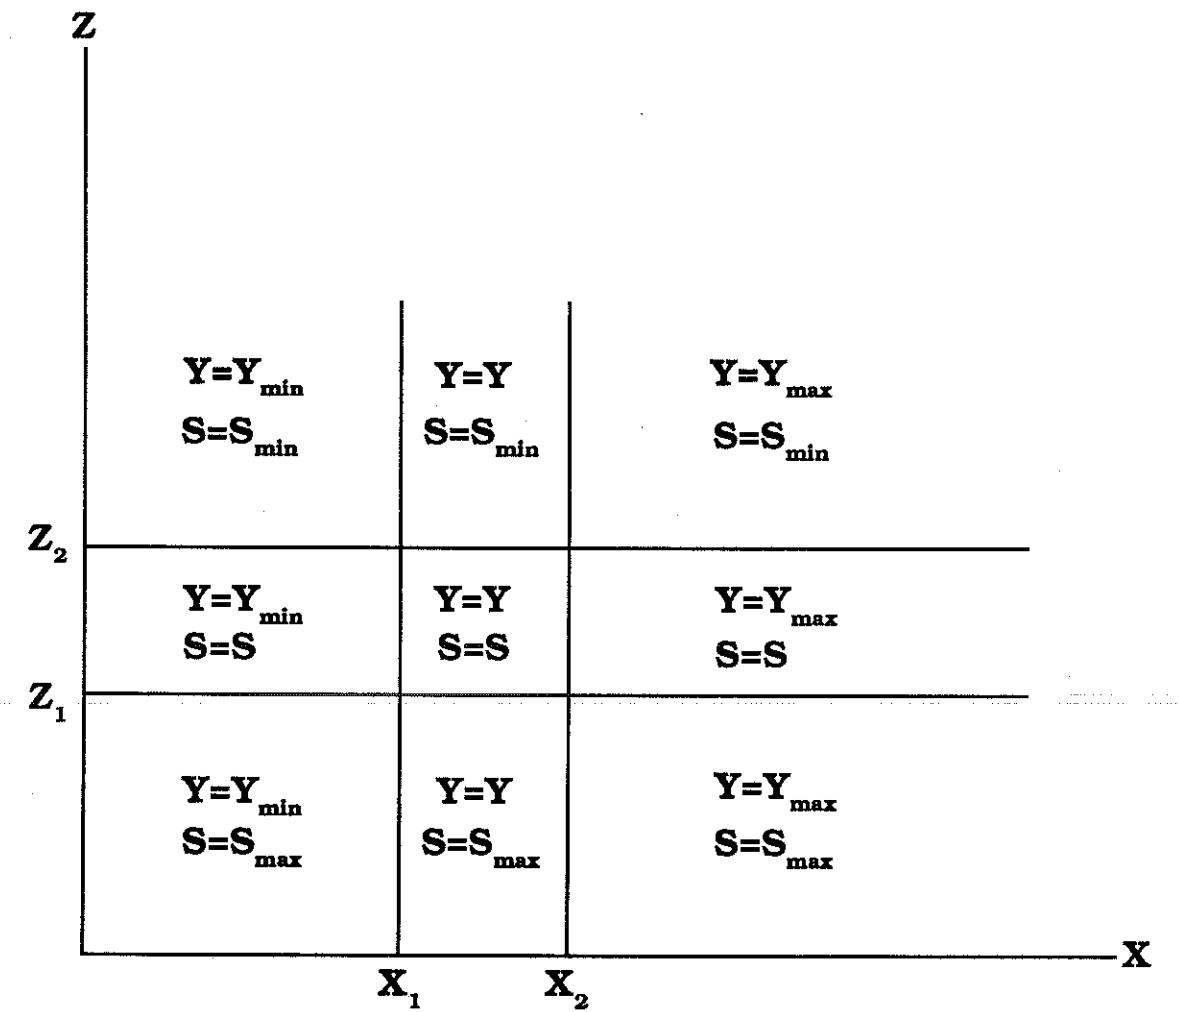 Z
Y=Y_min Y=Y Y=Y_max
S=S_min S=S_min S=S_min
Z_2
Y=Y_min Y=Y Y=Y_max
S=S S=S S=S
Z_1
Y=Y_min Y=Y Y=Y_max
S=S_max S=S_max S=S_max
X
X_1 X_2